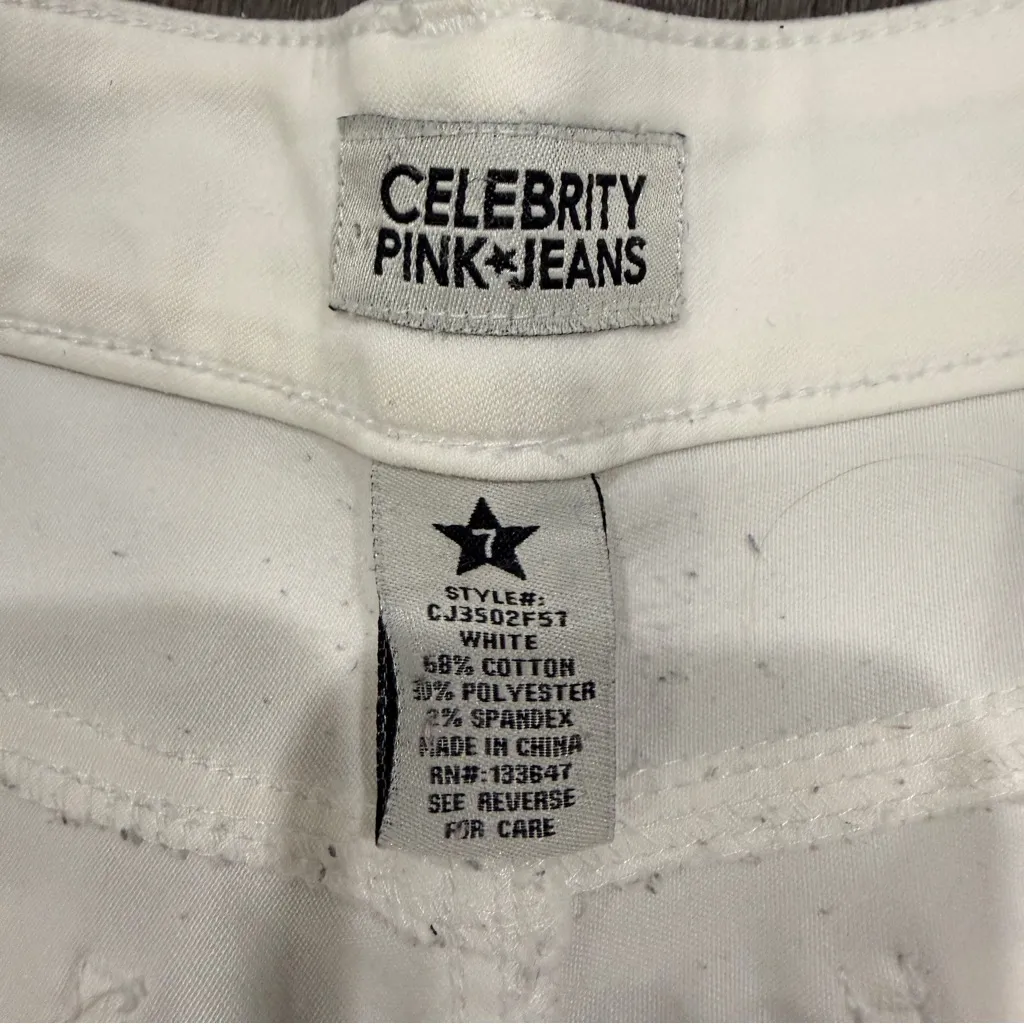 CELEBRITY
PINK★JEANS
7
STYLE#:
CJ3502F57
WHITE
68% COTTON
30% POLYESTER
2% SPANDEX
MADE IN CHINA
RN#:133647
SEE REVERSE
FOR CARE